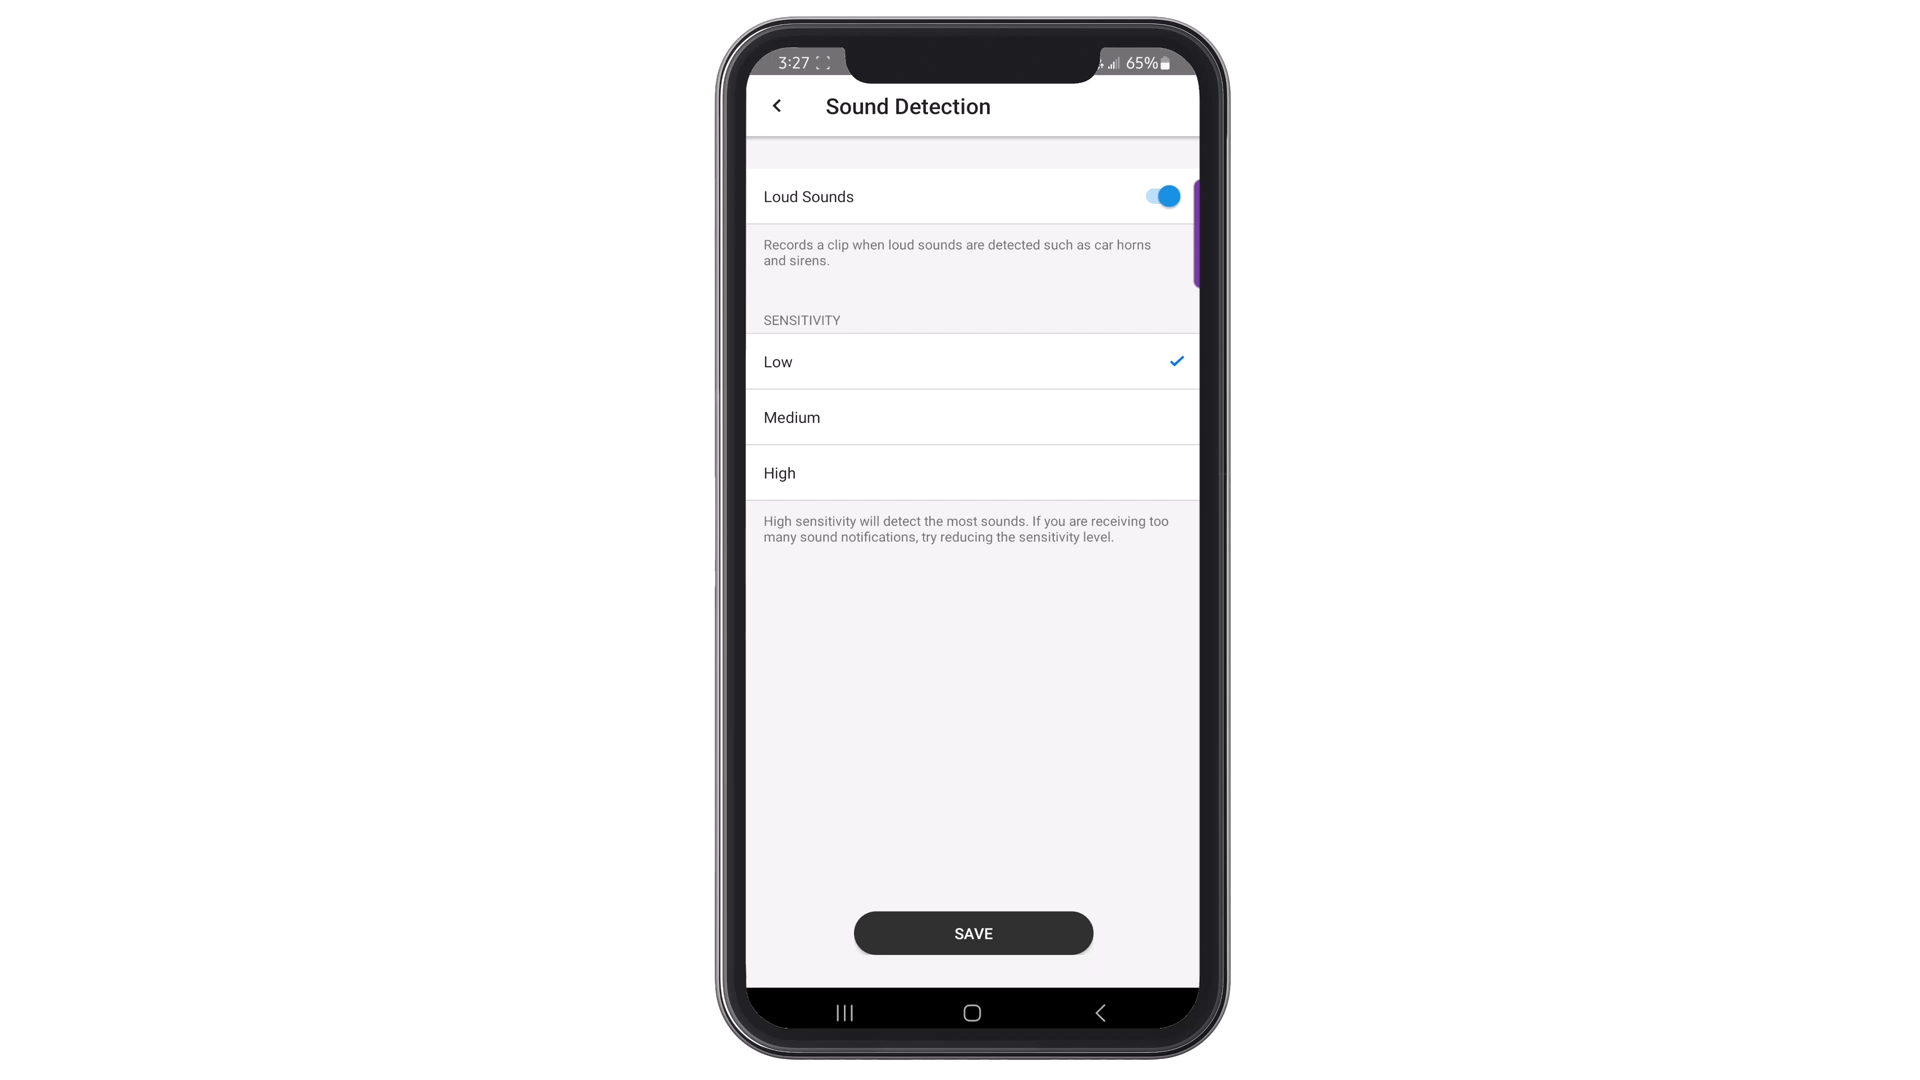 3:27
65%
Sound Detection
Loud Sounds
Records a clip when loud sounds are detected such as car horns
and sirens.
SENSITIVITY
Low
Medium
High
High sensitivity will detect the most sounds. If you are receiving too
many sound notifications, try reducing the sensitivity level.
SAVE